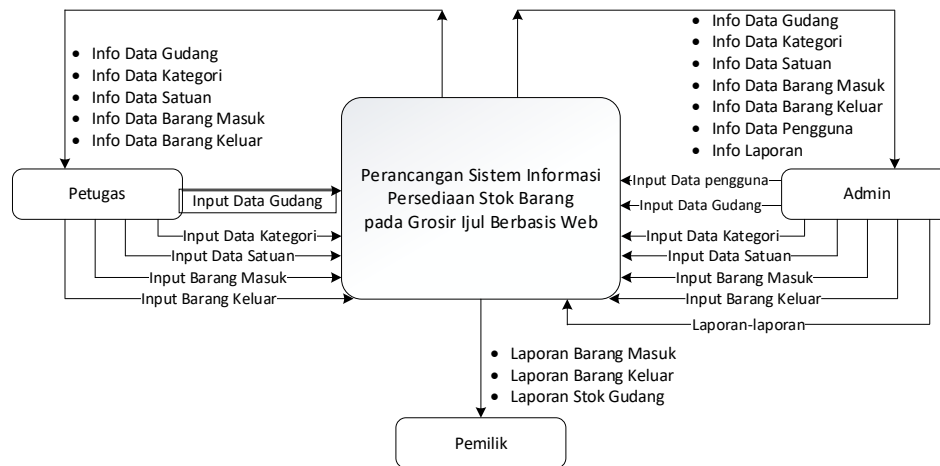 • Info Data Gudang
• Info Data Kategori
• Info Data Satuan
• Info Data Barang Masuk
• Info Data Barang Keluar
• Info Data Gudang
• Info Data Kategori
• Info Data Satuan
• Info Data Barang Masuk
• Info Data Barang Keluar
• Info Data Pengguna
• Info Laporan
Petugas
Perancangan Sistem Informasi
Persediaan Stok Barang
pada Grosir Ijul Berbasis Web
Admin
Input Data Gudang
Input Data Kategori
Input Data Satuan
Input Barang Masuk
Input Barang Keluar
Input Data pengguna
Input Data Gudang
Input Data Kategori
Input Data Satuan
Input Barang Masuk
Input Barang Keluar
Laporan-laporan
• Laporan Barang Masuk
• Laporan Barang Keluar
• Laporan Stok Gudang
Pemilik